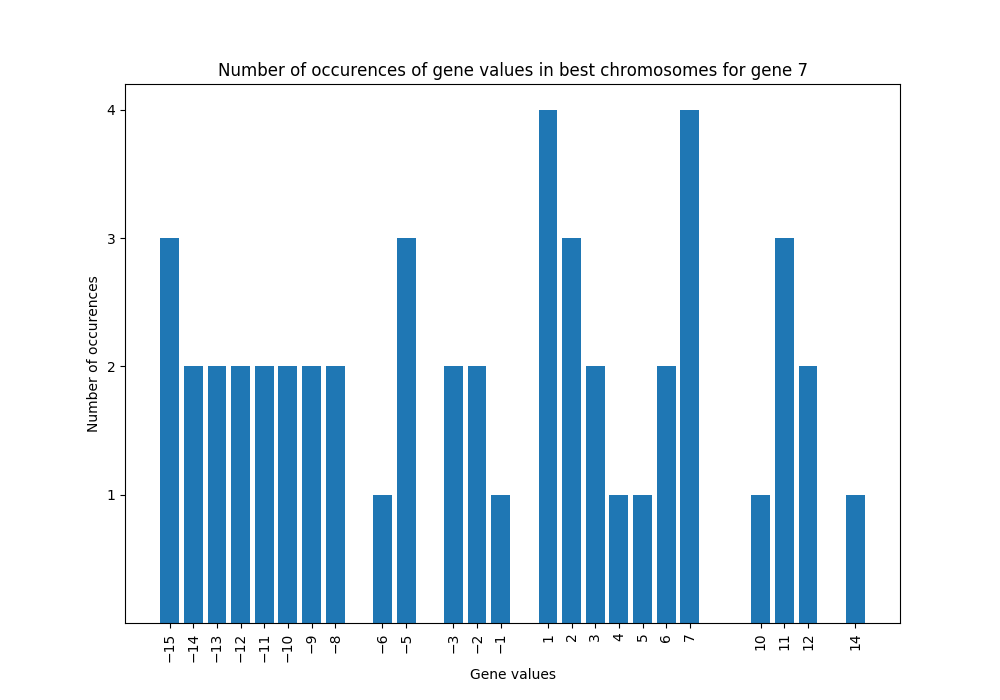 Number of occurences of gene values in best chromosomes for gene 7
4
3
2
1
Number of occurences
−15 −14 −13 −12 −11 −10 −9 −8 −6 −5 −3 −2 −1 1 2 3 4 5 6 7 10 11 12 14
Gene values